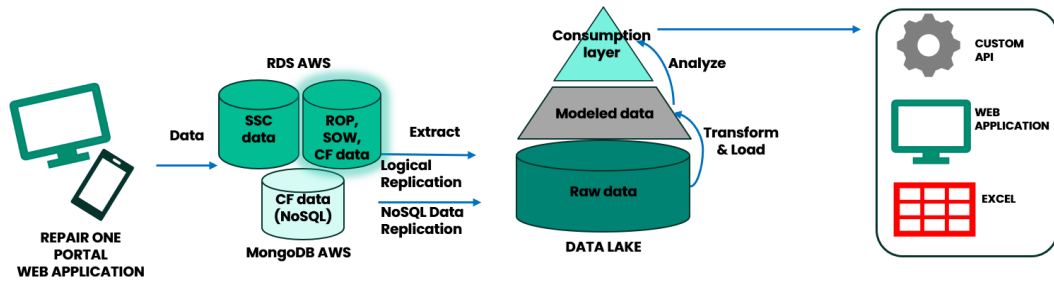 REPAIR ONE
PORTAL
WEB APPLICATION
Data
RDS AWS
SSC
data
ROP,
SOW,
CF data
CF data
(NoSQL)
MongoDB AWS
Extract
Logical
Replication
NoSQL Data
Replication
Consumption
layer
Analyze
Modeled data
Transform
& Load
Raw data
DATA LAKE
CUSTOM
API
WEB
APPLICATION
EXCEL